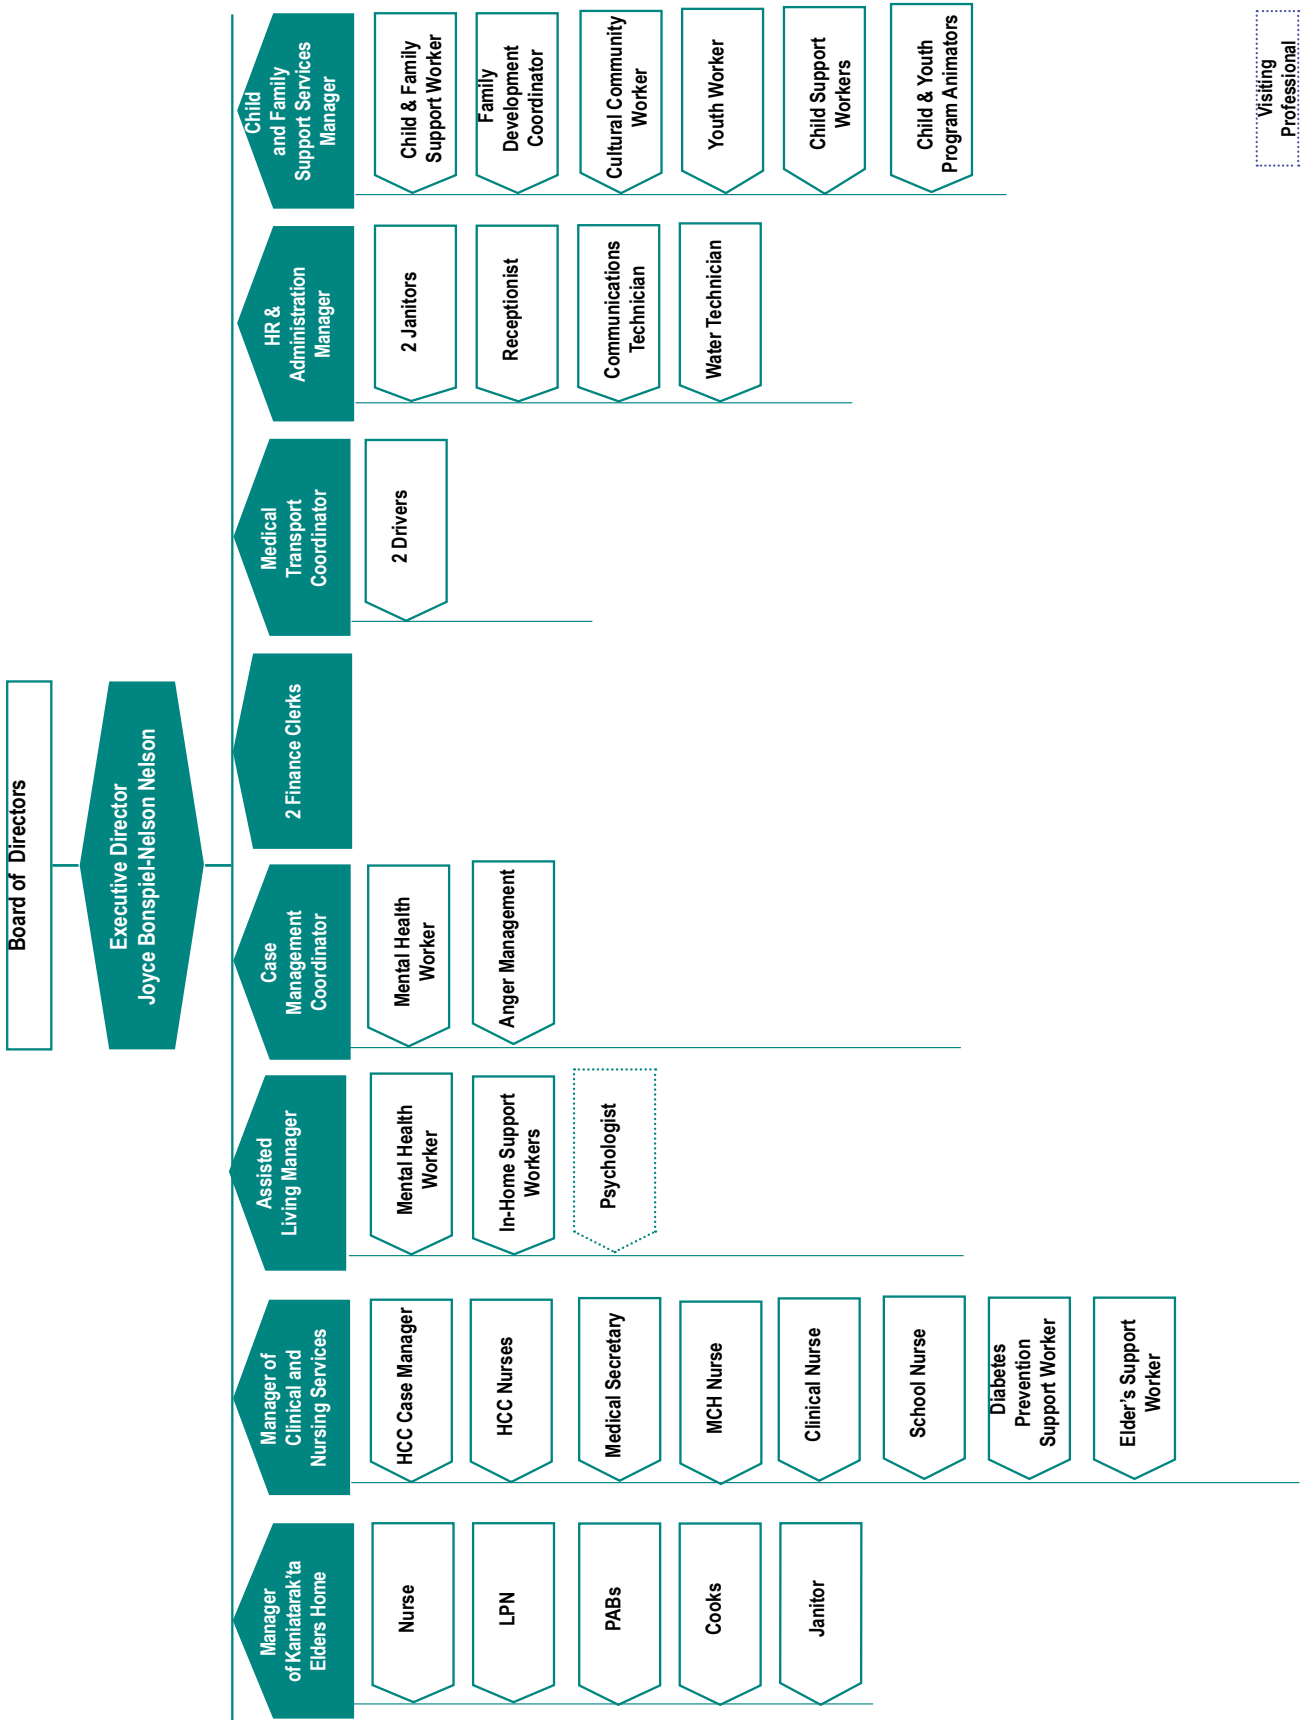 Board of Directors
Executive Director
Joyce Bonspiel-Nelson Nelson
Manager
of Kaniatarak'ta
Elders Home
Nurse
LPN
PABs
Cooks
Janitor
Manager of
Clinical and
Nursing Services
HCC Case Manager
HCC Nurses
Medical Secretary
MCH Nurse
Clinical Nurse
School Nurse
Diabetes
Prevention
Support Worker
Elder's Support
Worker
Assisted
Living Manager
Mental Health
Worker
In-Home Support
Workers
Psychologist
Case
Management
Coordinator
Mental Health
Worker
Anger Management
2 Finance Clerks
Medical
Transport
Coordinator
2 Drivers
HR &
Administration
Manager
2 Janitors
Receptionist
Communications
Technician
Water Technician
Child
and Family
Support Services
Manager
Child & Family
Support Worker
Family
Development
Coordinator
Cultural Community
Worker
Youth Worker
Child Support
Workers
Child & Youth
Program Animators
Visiting
Professional